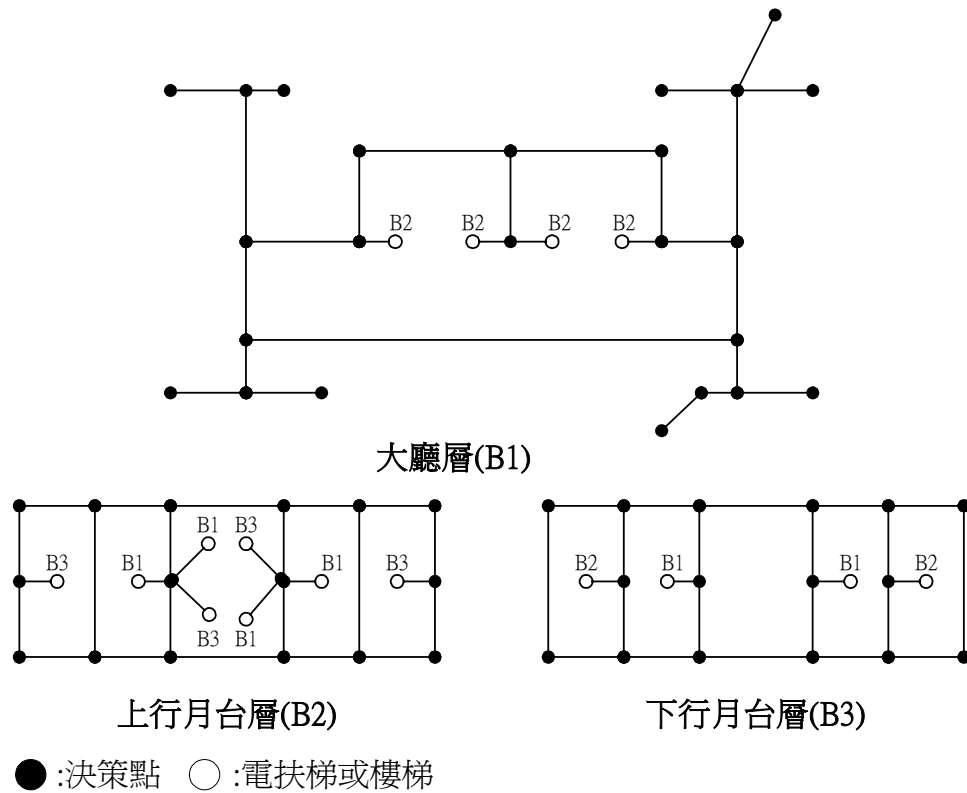 B2 B2 B2 B2
大廳層(B1)
B1 B3
B3 B1 B1 B3
B3 B1
B2 B1 B1 B2
上行月台層(B2)
下行月台層(B3)
:決策點 :電扶梯或樓梯